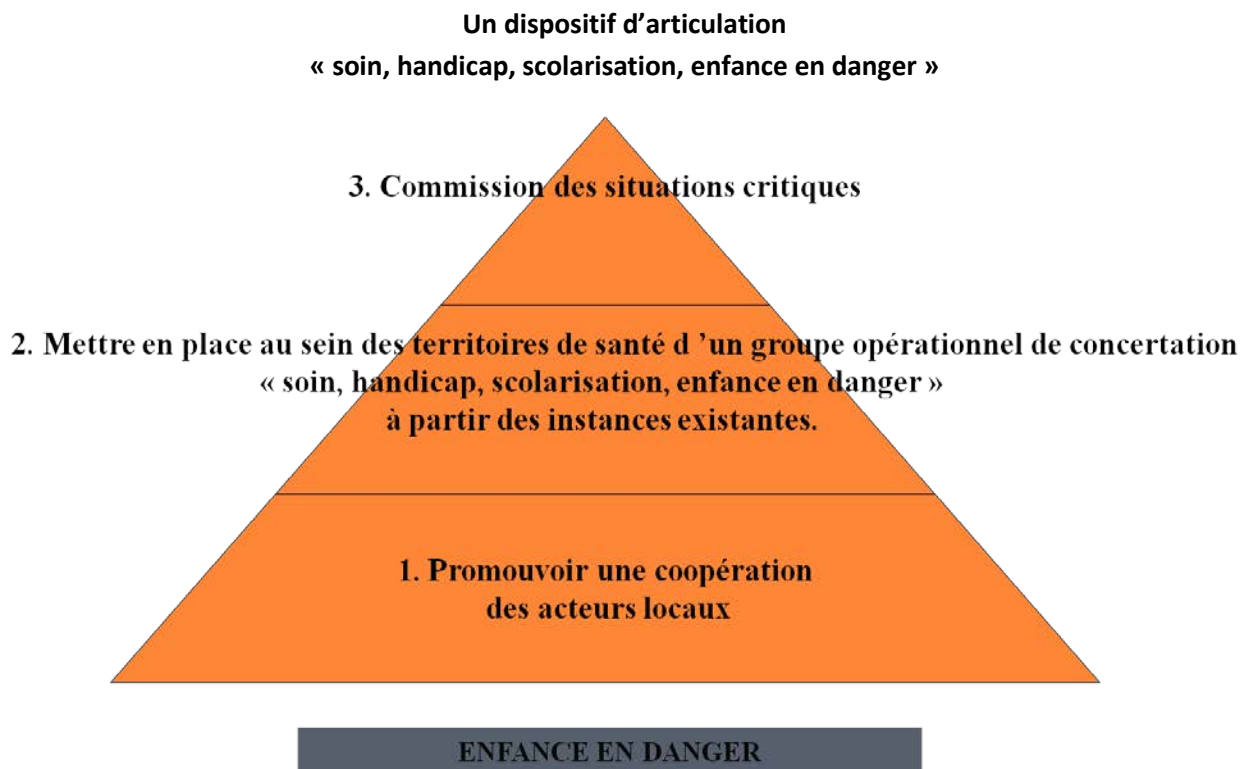 Un dispositif d’articulation
« soin, handicap, scolarisation, enfance en danger »
3. Commission des situations critiques
2. Mettre en place au sein des territoires de santé d ’un groupe opérationnel de concertation
« soin, handicap, scolarisation, enfance en danger »
à partir des instances existantes.
1. Promouvoir une coopération
des acteurs locaux
ENFANCE EN DANGER